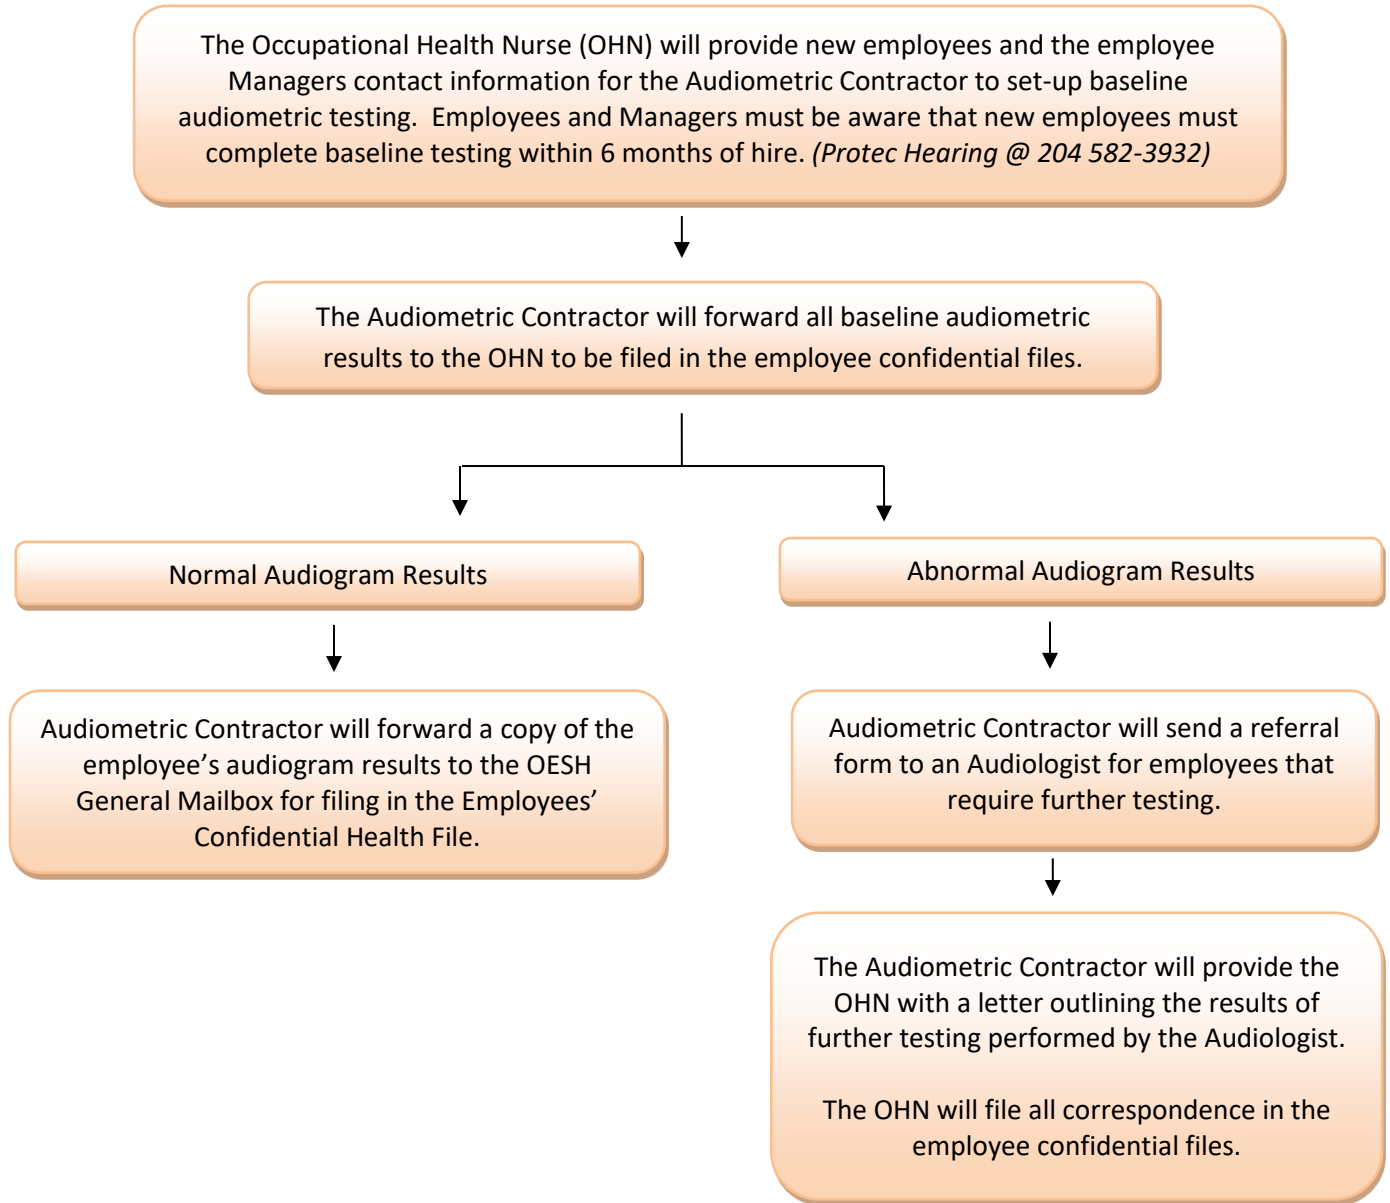 The Occupational Health Nurse (OHN) will provide new employees and the employee
Managers contact information for the Audiometric Contractor to set-up baseline
audiometric testing.  Employees and Managers must be aware that new employees must
complete baseline testing within 6 months of hire. (Protec Hearing @ 204 582-3932)
The Audiometric Contractor will forward all baseline audiometric
results to the OHN to be filed in the employee confidential files.
Normal Audiogram Results
Abnormal Audiogram Results
Audiometric Contractor will forward a copy of the
employee’s audiogram results to the OESH
General Mailbox for filing in the Employees’
Confidential Health File.
Audiometric Contractor will send a referral
form to an Audiologist for employees that
require further testing.
The Audiometric Contractor will provide the
OHN with a letter outlining the results of
further testing performed by the Audiologist.
The OHN will file all correspondence in the
employee confidential files.